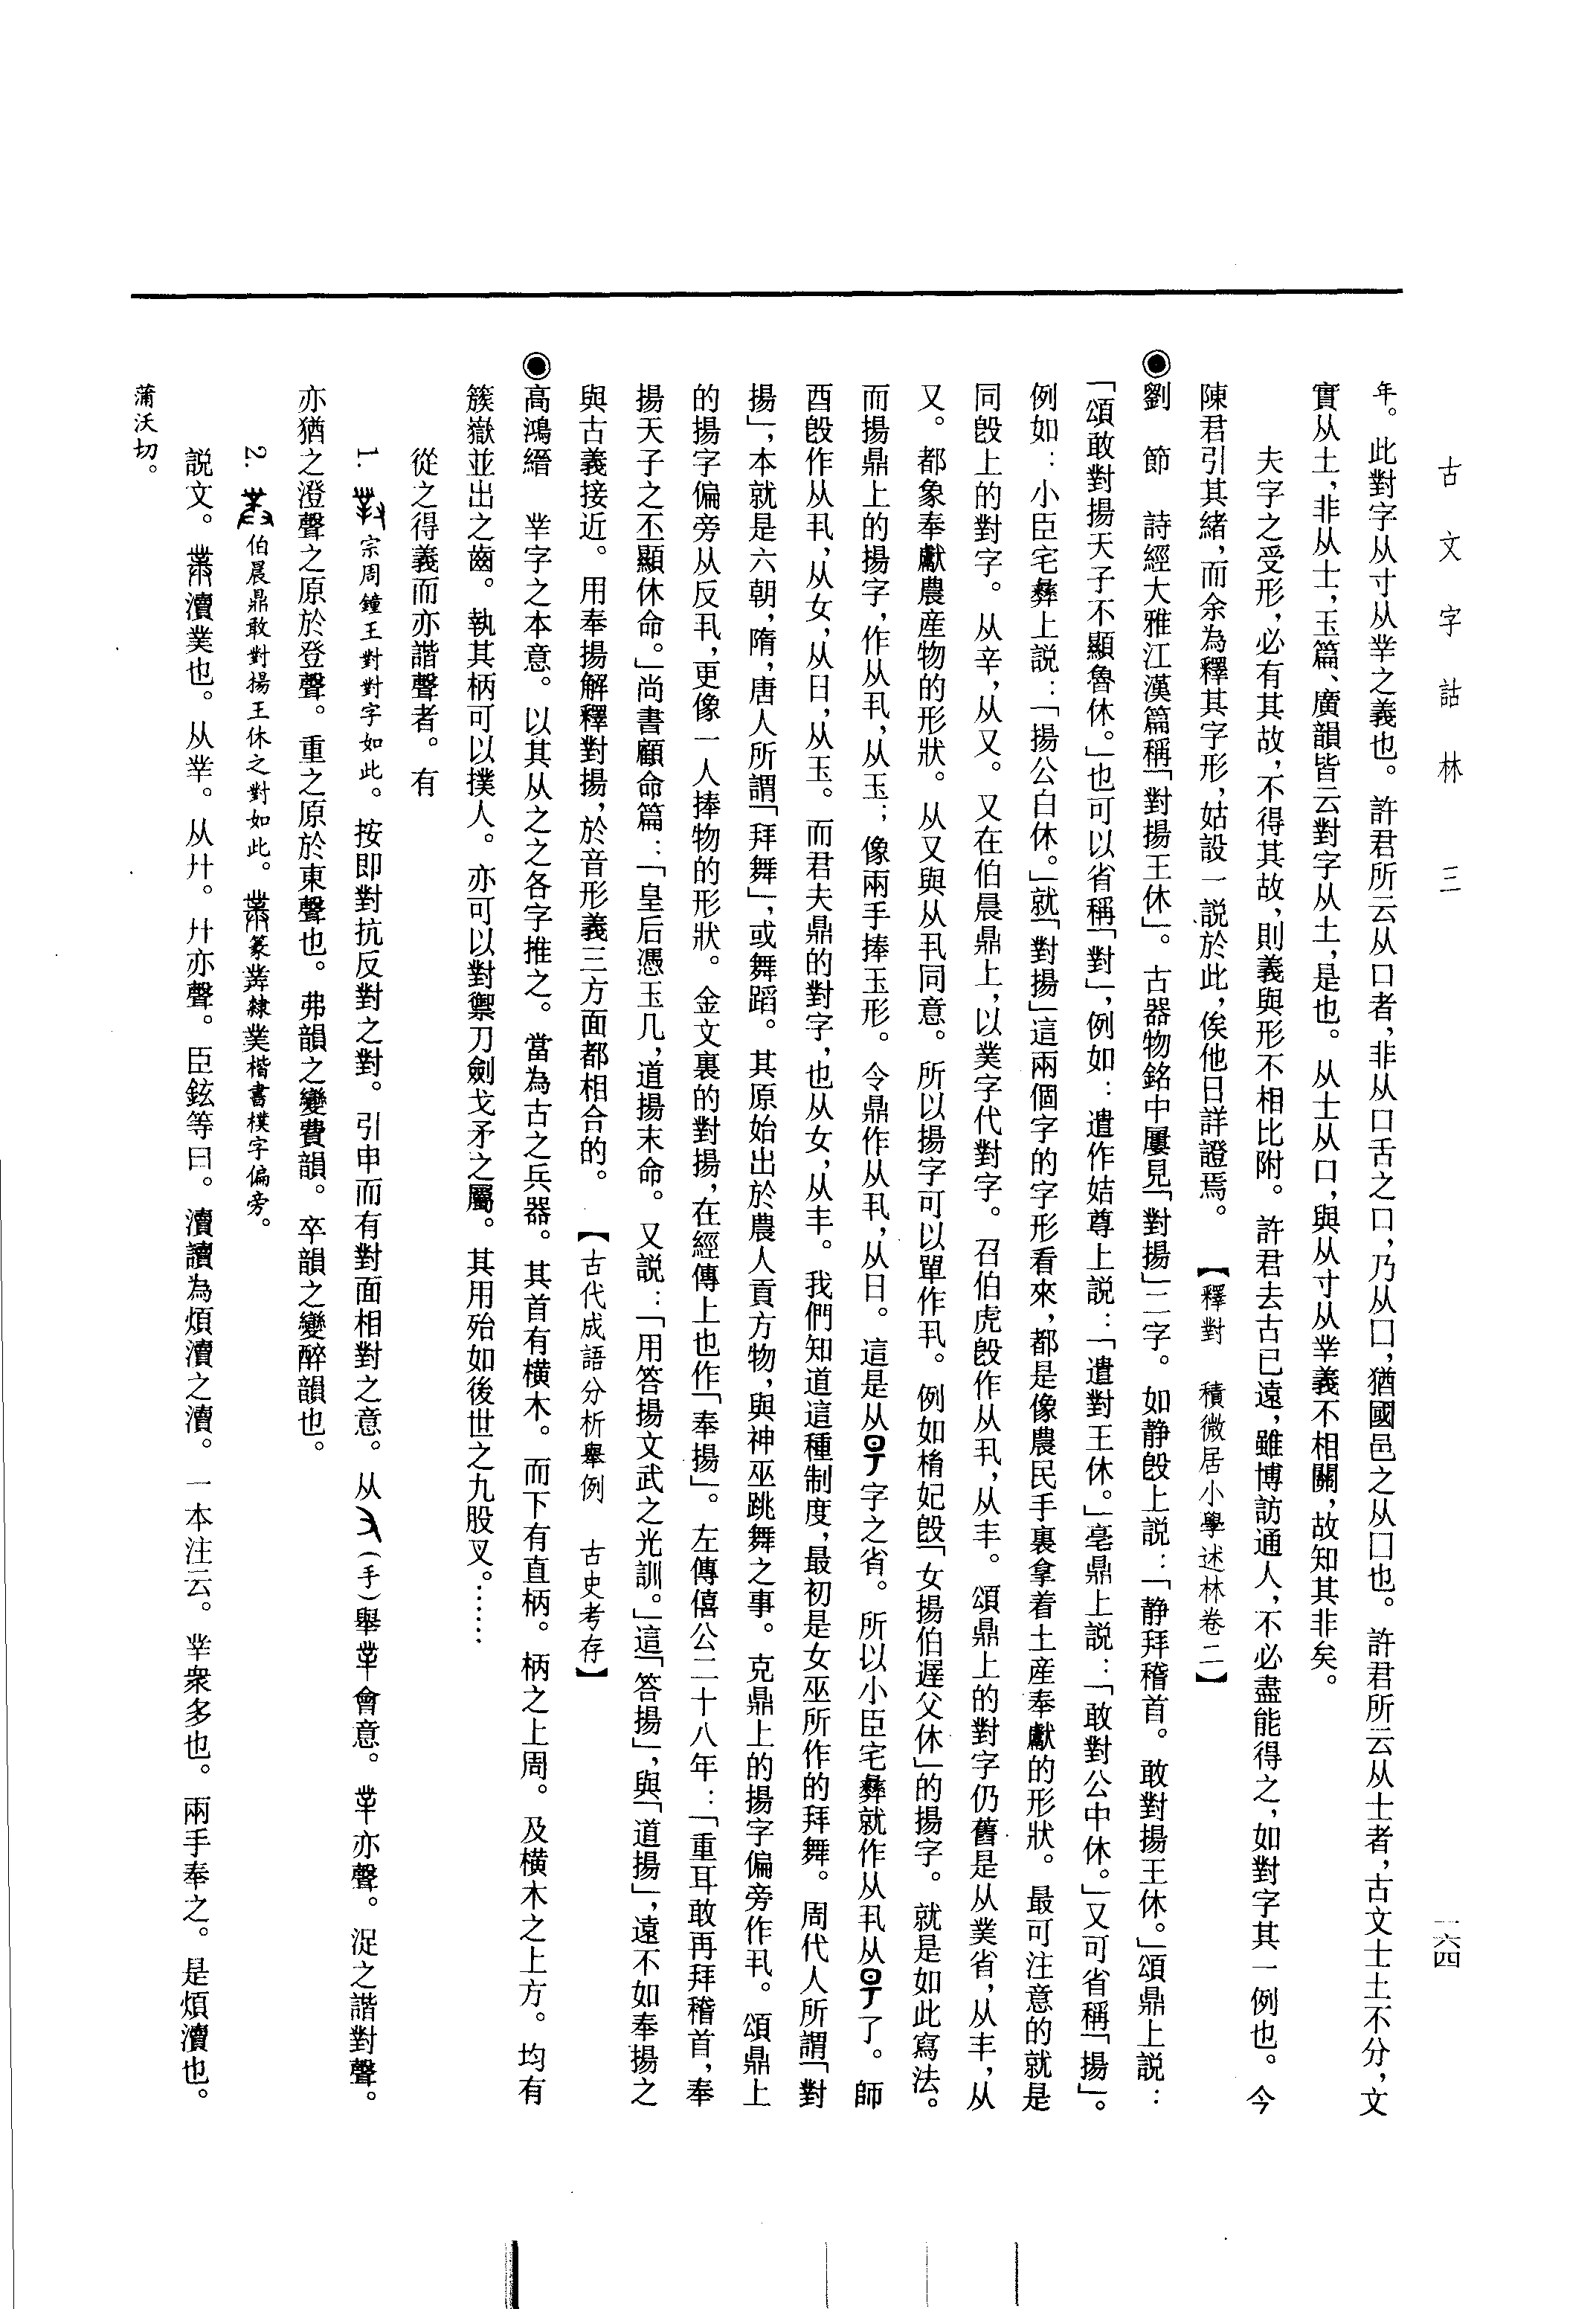 古文字詁林 三
一六四
年。此對字从寸从丵之義也。許君所云从口者，非从口舌之口，乃从囗，猶國邑之从囗也。許君所云从士者，古文士土不分，文
實从土，非从士，玉篇、廣韻皆云對字从土，是也。从士从口，與从寸从丵義不相關，故知其非矣。
夫字之受形，必有其故，不得其故，則義與形不相比附。許君去古已遠，雖博訪通人，不必盡能得之，如對字其一例也。今
陳君引其緒，而余為釋其字形，姑設一說於此，俟他日詳證焉。【釋對 積微居小學述林卷二】
◉劉 節 詩經大雅江漢篇稱「對揚王休」。古器物銘中屢見「對揚」二字。如静𣪘上説：「静拜稽首。敢對揚王休。」頌鼎上説：
「頌敢對揚天子不顯魯休。」也可以省稱「對」，例如：遣作姞尊上説：「遣對王休。」亳鼎上説：「敢對公中休。」又可省稱「揚」。
例如：小臣宅彝上説：「揚公白休。」就「對揚」這兩個字的字形看來，都是像農民手裏拿着土産奉獻的形狀。最可注意的就是
同𣪘上的對字。从辛，从又。又在伯晨鼎上，以菐字代對字。召伯虎𣪘作从丮，从丰。頌鼎上的對字仍舊是从菐省，从丰，从
又。都象奉獻農産物的形狀。从又與从丮同意。所以揚字可以單作丮。例如㭪妃𣪘「女揚伯遟父休」的揚字。就是如此寫法。
而揚鼎上的揚字，作从丮，从玉；像兩手捧玉形。令鼎作从丮，从日。這是从字之省。所以小臣宅彝就作从丮从了。師
酉𣪘作从丮，从女，从日，从玉。而君夫鼎的對字，也从女，从丰。我們知道這種制度，最初是女巫所作的拜舞。周代人所謂「對
揚」，本就是六朝，隋，唐人所謂「拜舞」，或舞蹈。其原始出於農人貢方物，與神巫跳舞之事。克鼎上的揚字偏旁作丮。頌鼎上
的揚字偏旁从反丮，更像一人捧物的形狀。金文裏的對揚，在經傳上也作「奉揚」。左傳僖公二十八年：「重耳敢再拜稽首，奉
揚天子之丕顯休命。」尚書顧命篇：「皇后憑玉几，道揚末命。又説：「用答揚文武之光訓。」這「答揚」，與「道揚」，遠不如奉揚之
與古義接近。用奉揚解釋對揚，於音形義三方面都相合的。【古代成語分析舉例 古史考存】
◉高鴻縉 丵字之本意。以其从之之各字推之。當為古之兵器。其首有横木。而下有直柄。柄之上周。及横木之上方。均有
簇嶽並出之齒。執其柄可以撲人。亦可以對禦刀劍戈矛之屬。其用殆如後世之九股叉。……
從之得義而亦諧聲者。有
1. 宗周鐘王對對字如此。按即對抗反對之對。引申而有對面相對之意。从（手）舉丵會意。丵亦聲。浞之諧對聲。
亦猶之澄聲之原於登聲。重之原於東聲也。弗韻之變費韻。卒韻之變醉韻也。
2. 伯晨鼎敢對揚王休之對如此。篆隸菐楷書樸字偏旁。
説文。瀆菐也。从丵。从廾。廾亦聲。臣鉉等曰。瀆讀為煩瀆之瀆。一本注云。丵衆多也。兩手奉之。是煩瀆也。
蒲沃切。